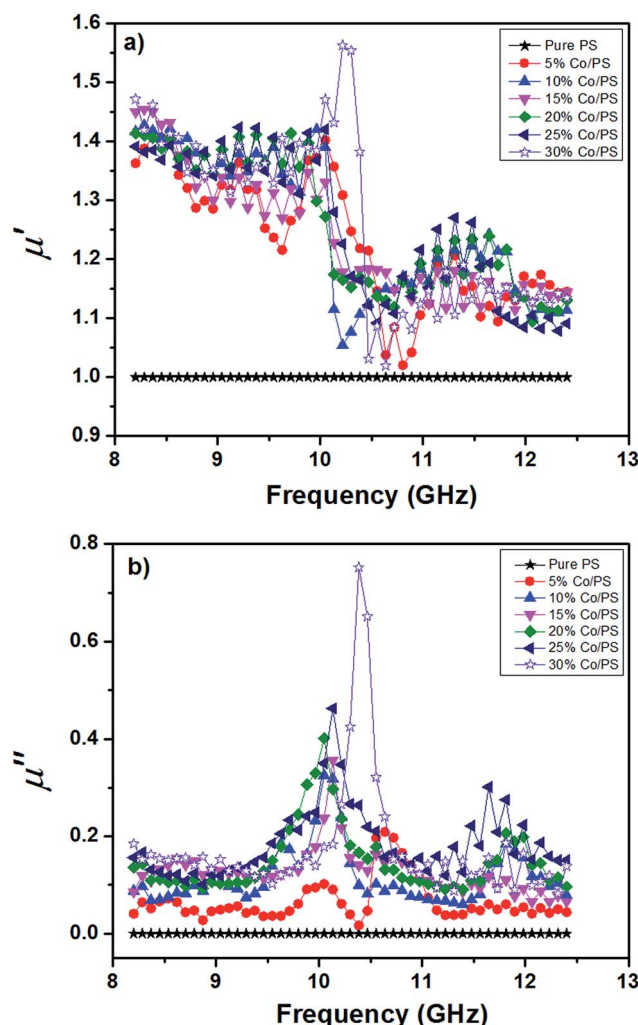 a)
1.6
1.5
1.4
1.3
1.2
1.1
1.0
0.9
μ'
Pure PS
5% Co/PS
10% Co/PS
15% Co/PS
20% Co/PS
25% Co/PS
30% Co/PS
8 9 10 11 12 13
Frequency (GHz)
b)
0.8
0.6
0.4
0.2
0.0
μ"
Pure PS
5% Co/PS
10% Co/PS
15% Co/PS
20% Co/PS
25% Co/PS
30% Co/PS
8 9 10 11 12 13
Frequency (GHz)